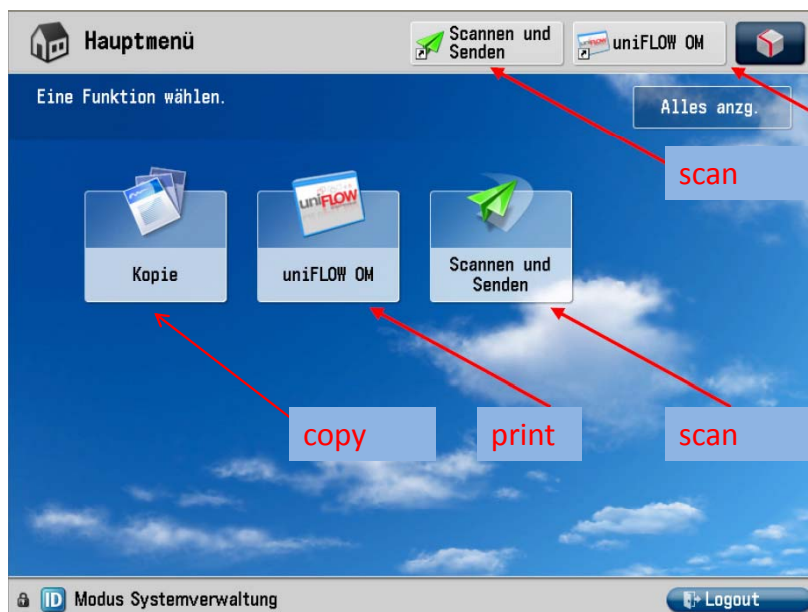 Hauptmenü
Scannen und
Senden
uniFLOW OM
Eine Funktion wählen.
Alles anzg.
scan
uniFLOW
Kopie
uniFLOW OM
Scannen und
Senden
copy
print
scan
ID Modus Systemverwaltung
Logout